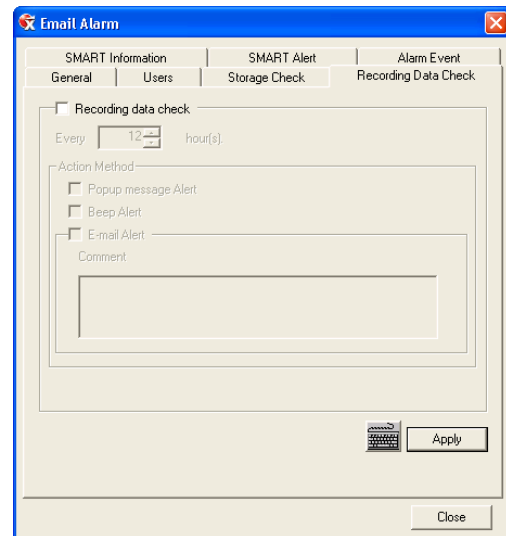 Email Alarm
SMART Information SMART Alert Alarm Event
General Users Storage Check Recording Data Check
Recording data check
Every 12 hour(s).
Action Method
Popup message Alert
Beep Alert
E-mail Alert
Comment
Apply
Close